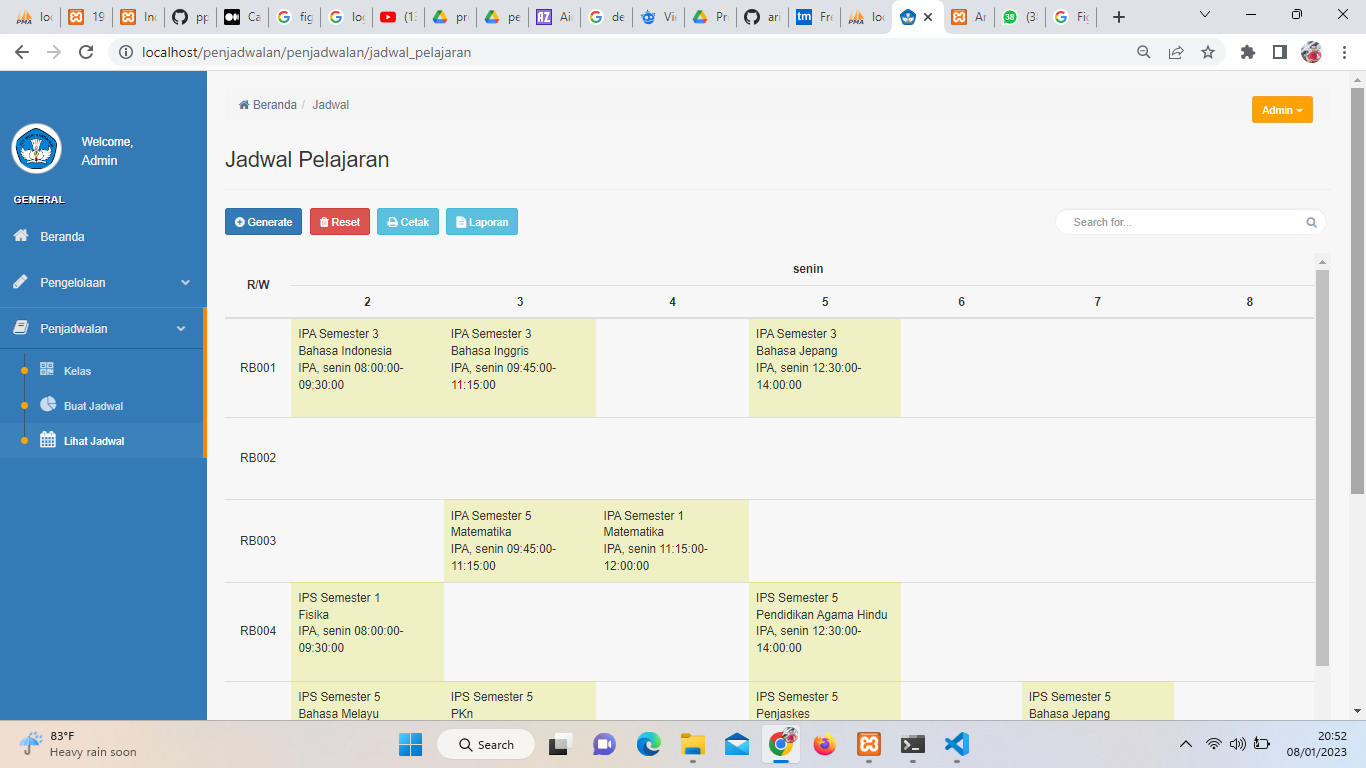 loc
19
Inc
pp
Ca
fig
log
(13
pro
pe
Ai
de
Vi
Pr
ari
Fre
loc
Ar
(38
Fig
localhost/penjadwalan/penjadwalan/jadwal_pelajaran
Welcome,
Admin
GENERAL
Beranda
Pengelolaan
Penjadwalan
Kelas
Buat Jadwal
Lihat Jadwal
Beranda / Jadwal
Admin
Jadwal Pelajaran
Generate Reset Cetak Laporan
Search for...
R/W
senin
2 3 4 5 6 7 8
RB001
IPA Semester 3
Bahasa Indonesia
IPA, senin 08:00:00-
09:30:00
IPA Semester 3
Bahasa Inggris
IPA, senin 09:45:00-
11:15:00
IPA Semester 3
Bahasa Jepang
IPA, senin 12:30:00-
14:00:00
RB002
RB003
IPA Semester 5
Matematika
IPA, senin 09:45:00-
11:15:00
IPA Semester 1
Matematika
IPA, senin 11:15:00-
12:00:00
RB004
IPS Semester 1
Fisika
IPA, senin 08:00:00-
09:30:00
IPS Semester 5
Pendidikan Agama Hindu
IPA, senin 12:30:00-
14:00:00
IPS Semester 5
Bahasa Melayu
IPS Semester 5
PKn
IPS Semester 5
Penjaskes
IPS Semester 5
Bahasa Jepang
83°F
Heavy rain soon
Search
20:52
08/01/2023